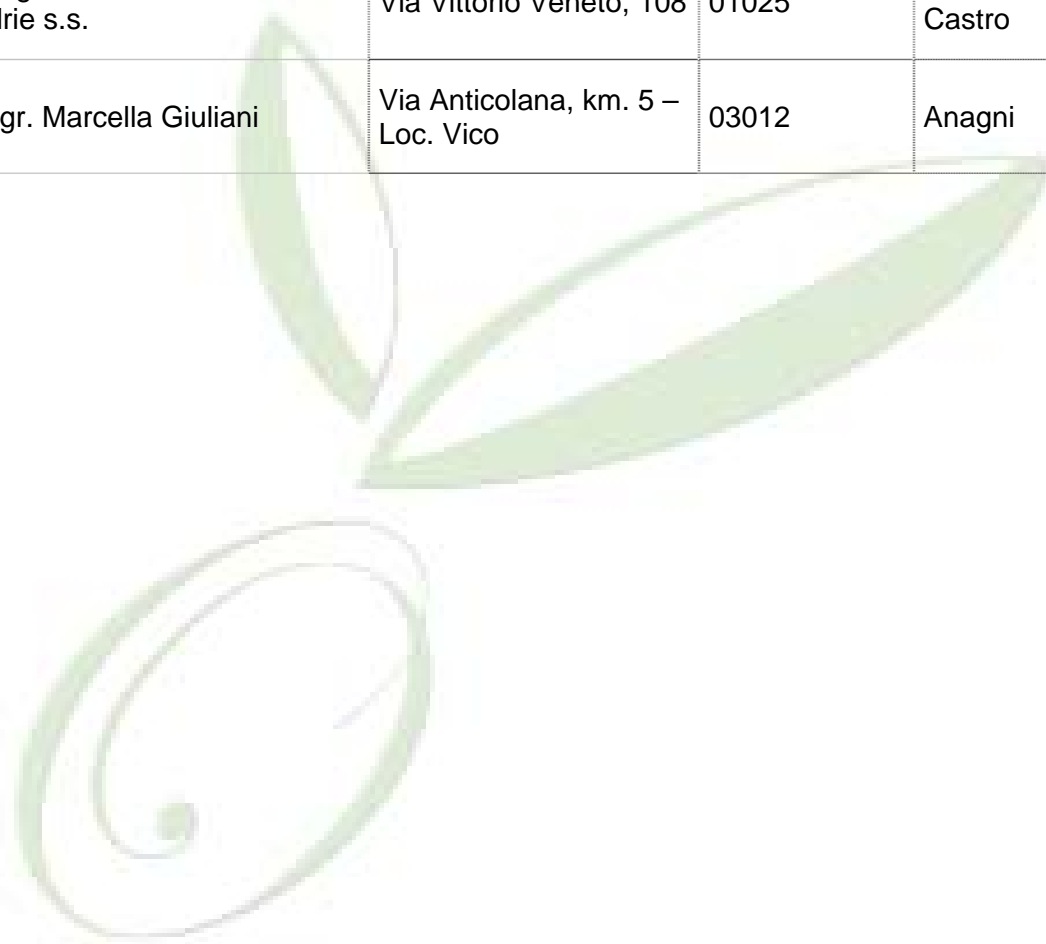 drie s.s.
Via Vittorio Veneto, 108
01025
Castro
gr. Marcella Giuliani
Via Anticolana, km. 5 –
Loc. Vico
03012
Anagni